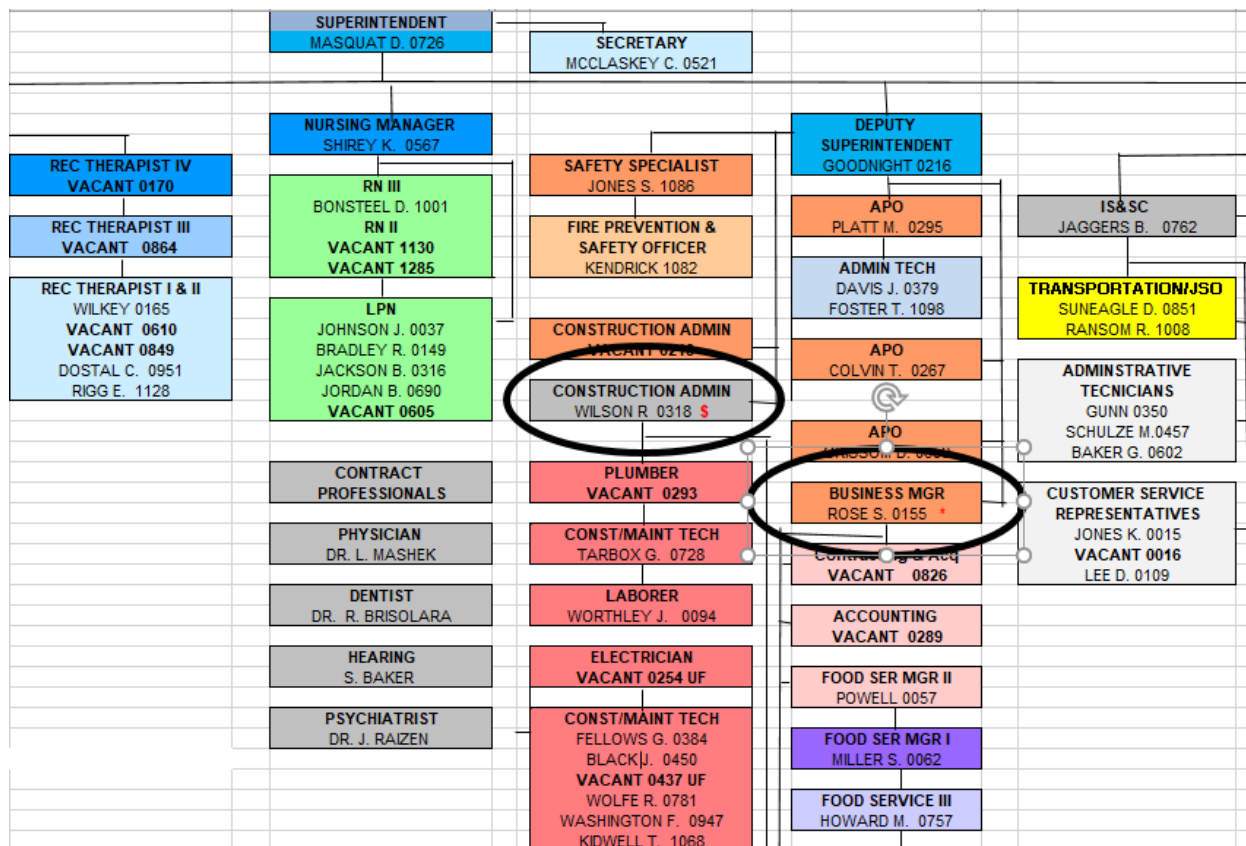 SUPERINTENDENT
MASQUAT D. 0726
SECRETARY
MCCLASKEY C. 0521
NURSING MANAGER
SHIREY K. 0567
DEPUTY
SUPERINTENDENT
GOODNIGHT 0216
REC THERAPIST IV
VACANT 0170
REC THERAPIST III
VACANT 0864
REC THERAPIST I & II
WILKEY 0165
VACANT 0610
VACANT 0849
DOSTAL C. 0951
RIGG E. 1128
RN III
BONSTEEL D. 1001
RN II
VACANT 1130
VACANT 1285
LPN
JOHNSON J. 0037
BRADLEY R. 0149
JACKSON B. 0316
JORDAN B. 0690
VACANT 0605
CONTRACT
PROFESSIONALS
PHYSICIAN
DR. L. MASHEK
DENTIST
DR. R. BRISOLARA
HEARING
S. BAKER
PSYCHIATRIST
DR. J. RAIZEN
SAFETY SPECIALIST
JONES S. 1086
FIRE PREVENTION &
SAFETY OFFICER
KENDRICK 1082
CONSTRUCTION ADMIN
VACANT
CONSTRUCTION ADMIN
WILSON R 0318 $
PLUMBER
VACANT 0293
CONST/MAINT TECH
TARBOX G. 0728
LABORER
WORTHLEY J. 0094
ELECTRICIAN
VACANT 0254 UF
CONST/MAINT TECH
FELLOWS G. 0384
BLACK J. 0450
VACANT 0437 UF
WOLFE R. 0781
WASHINGTON F. 0947
KIDWELL T. 1068
APO
PLATT M. 0295
ADMIN TECH
DAVIS J. 0379
FOSTER T. 1098
APO
COLVIN T. 0267
APO
BUSINESS MGR
ROSE S. 0155 *
& Acq
VACANT 0826
ACCOUNTING
VACANT 0289
FOOD SER MGR II
POWELL 0057
FOOD SER MGR I
MILLER S. 0062
FOOD SERVICE III
HOWARD M. 0757
IS&SC
JAGGERS B. 0762
TRANSPORTATION/JSO
SUNEAGLE D. 0851
RANSOM R. 1008
ADMINSTRATIVE
TECNICIANS
GUNN 0350
SCHULZE M.0457
BAKER G. 0602
CUSTOMER SERVICE
REPRESENTATIVES
JONES K. 0015
VACANT 0016
LEE D. 0109